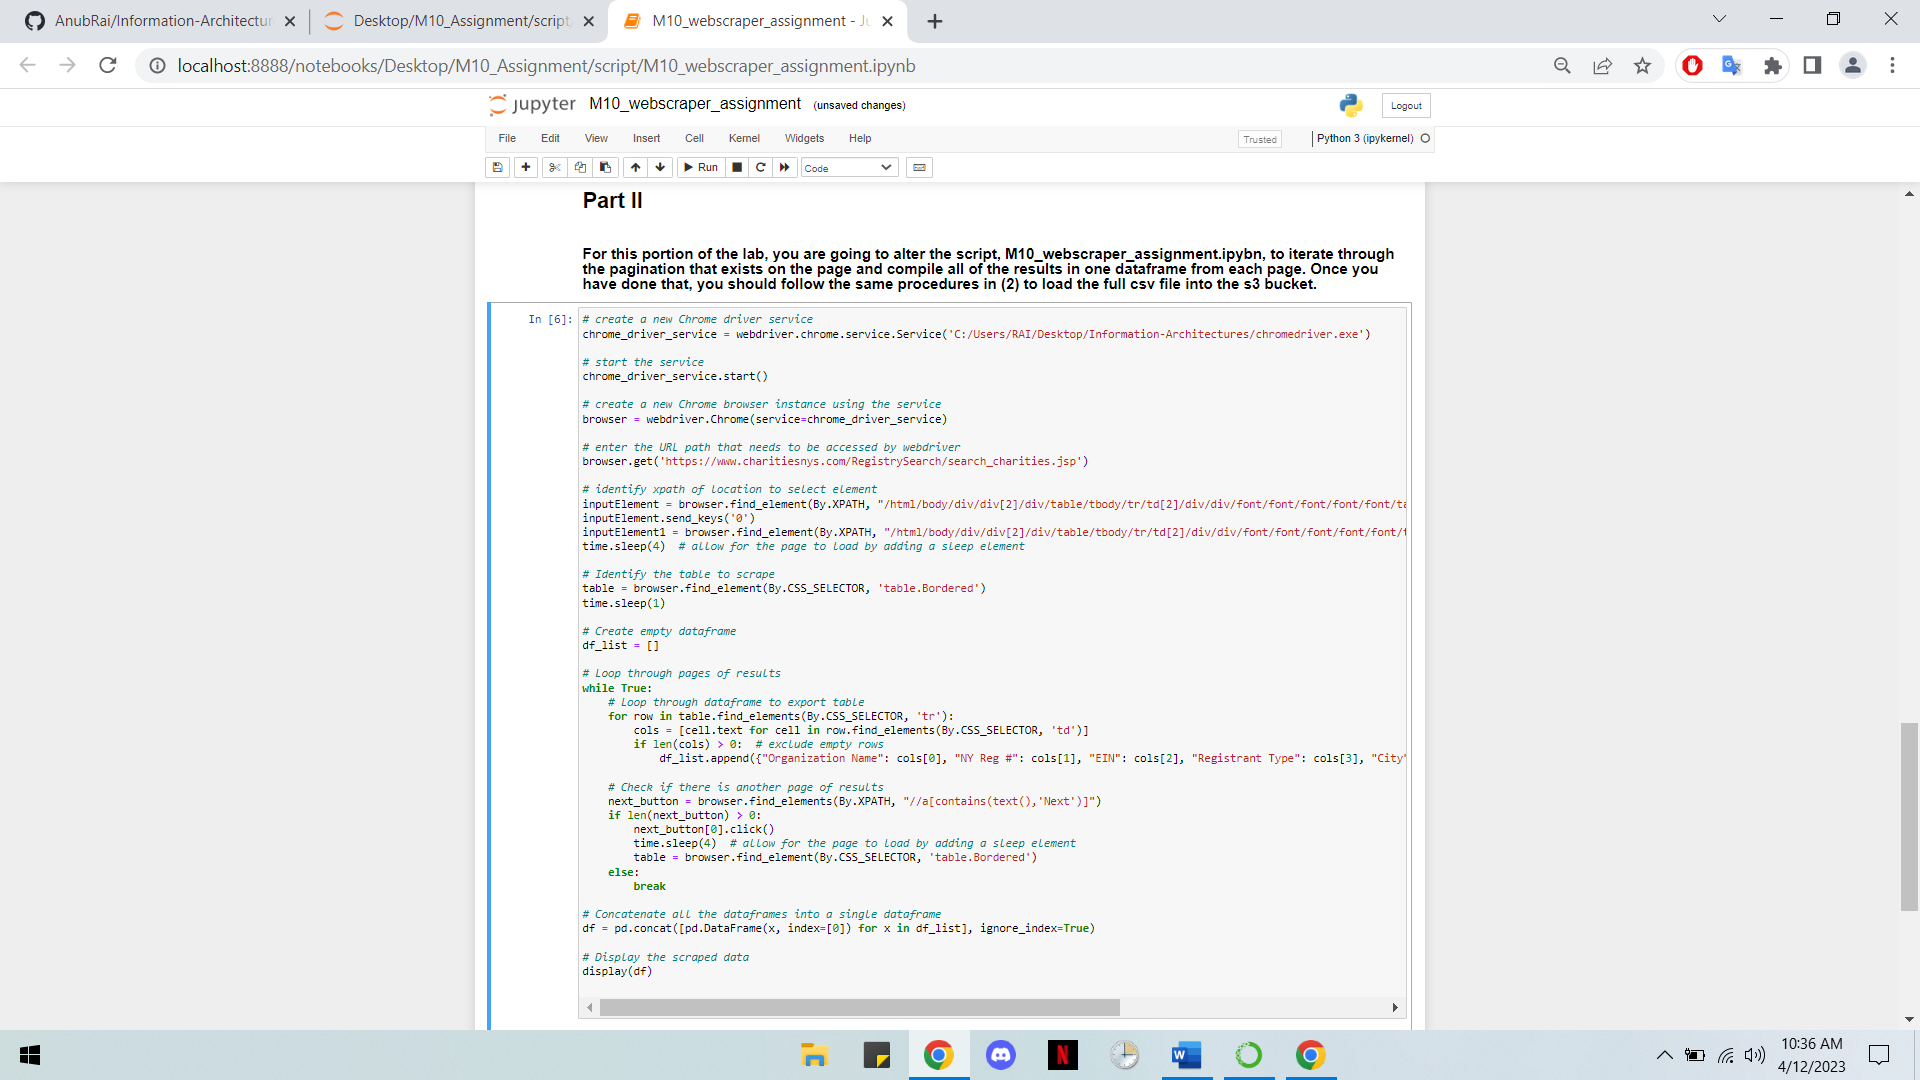 AnubRai/Information-Architectur
Desktop/M10_Assignment/script
M10_webscraper_assignment - Ju
localhost:8888/notebooks/Desktop/M10_Assignment/script/M10_webscraper_assignment.ipynb
jupyter M10_webscraper_assignment (unsaved changes)
Logout
File Edit View Insert Cell Kernel Widgets Help
Trusted
Python 3 (ipykernel)
Run
Code
Part II
For this portion of the lab, you are going to alter the script, M10_webscraper_assignment.ipybn, to iterate through
the pagination that exists on the page and compile all of the results in one dataframe from each page. Once you
have done that, you should follow the same procedures in (2) to load the full csv file into the s3 bucket.
In [6]:
# create a new Chrome driver service
chrome_driver_service = webdriver.chrome.service.Service('C:/Users/RAI/Desktop/Information-Architectures/chromedriver.exe')
# start the service
chrome_driver_service.start()
# create a new Chrome browser instance using the service
browser = webdriver.Chrome(service=chrome_driver_service)
# enter the URL path that needs to be accessed by webdriver
browser.get('https://www.charitiesnys.com/RegistrySearch/search_charities.jsp')
# identify xpath of location to select element
inputElement = browser.find_element(By.XPATH, "/html/body/div/div[2]/div/table/tbody/tr/td[2]/div/div/font/font/font/font/font/ta
inputElement.send_keys('0')
inputElement1 = browser.find_element(By.XPATH, "/html/body/div/div[2]/div/table/tbody/tr/td[2]/div/div/font/font/font/font/font/t
time.sleep(4)  # allow for the page to load by adding a sleep element
# Identify the table to scrape
table = browser.find_element(By.CSS_SELECTOR, 'table.Bordered')
time.sleep(1)
# Create empty dataframe
df_list = []
# Loop through pages of results
while True:
    # Loop through dataframe to export table
    for row in table.find_elements(By.CSS_SELECTOR, 'tr'):
        cols = [cell.text for cell in row.find_elements(By.CSS_SELECTOR, 'td')]
        if len(cols) > 0:  # exclude empty rows
            df_list.append({"Organization Name": cols[0], "NY Reg #": cols[1], "EIN": cols[2], "Registrant Type": cols[3], "City"
    # Check if there is another page of results
    next_button = browser.find_elements(By.XPATH, "//a[contains(text(),'Next')]")
    if len(next_button) > 0:
        next_button[0].click()
        time.sleep(4)  # allow for the page to load by adding a sleep element
        table = browser.find_element(By.CSS_SELECTOR, 'table.Bordered')
    else:
        break
# Concatenate all the dataframes into a single dataframe
df = pd.concat([pd.DataFrame(x, index=[0]) for x in df_list], ignore_index=True)
# Display the scraped data
display(df)
10:36 AM
4/12/2023